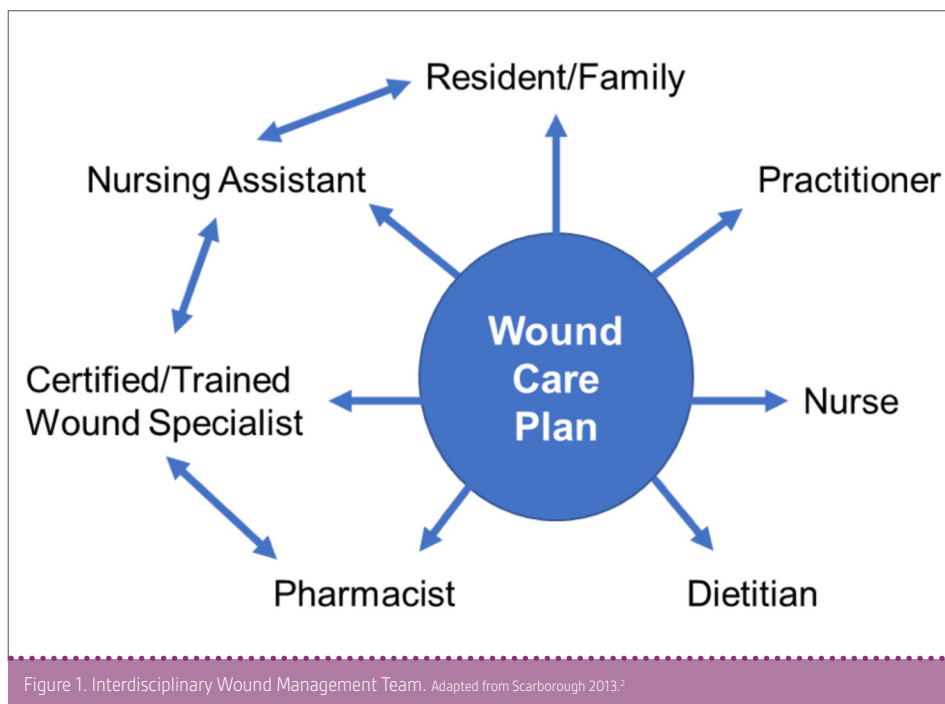 Resident/Family
Nursing Assistant
Practitioner
Wound
Care
Plan
Certified/Trained
Wound Specialist
Nurse
Pharmacist
Dietitian
Figure 1. Interdisciplinary Wound Management Team. Adapted from Scarborough 2013.²